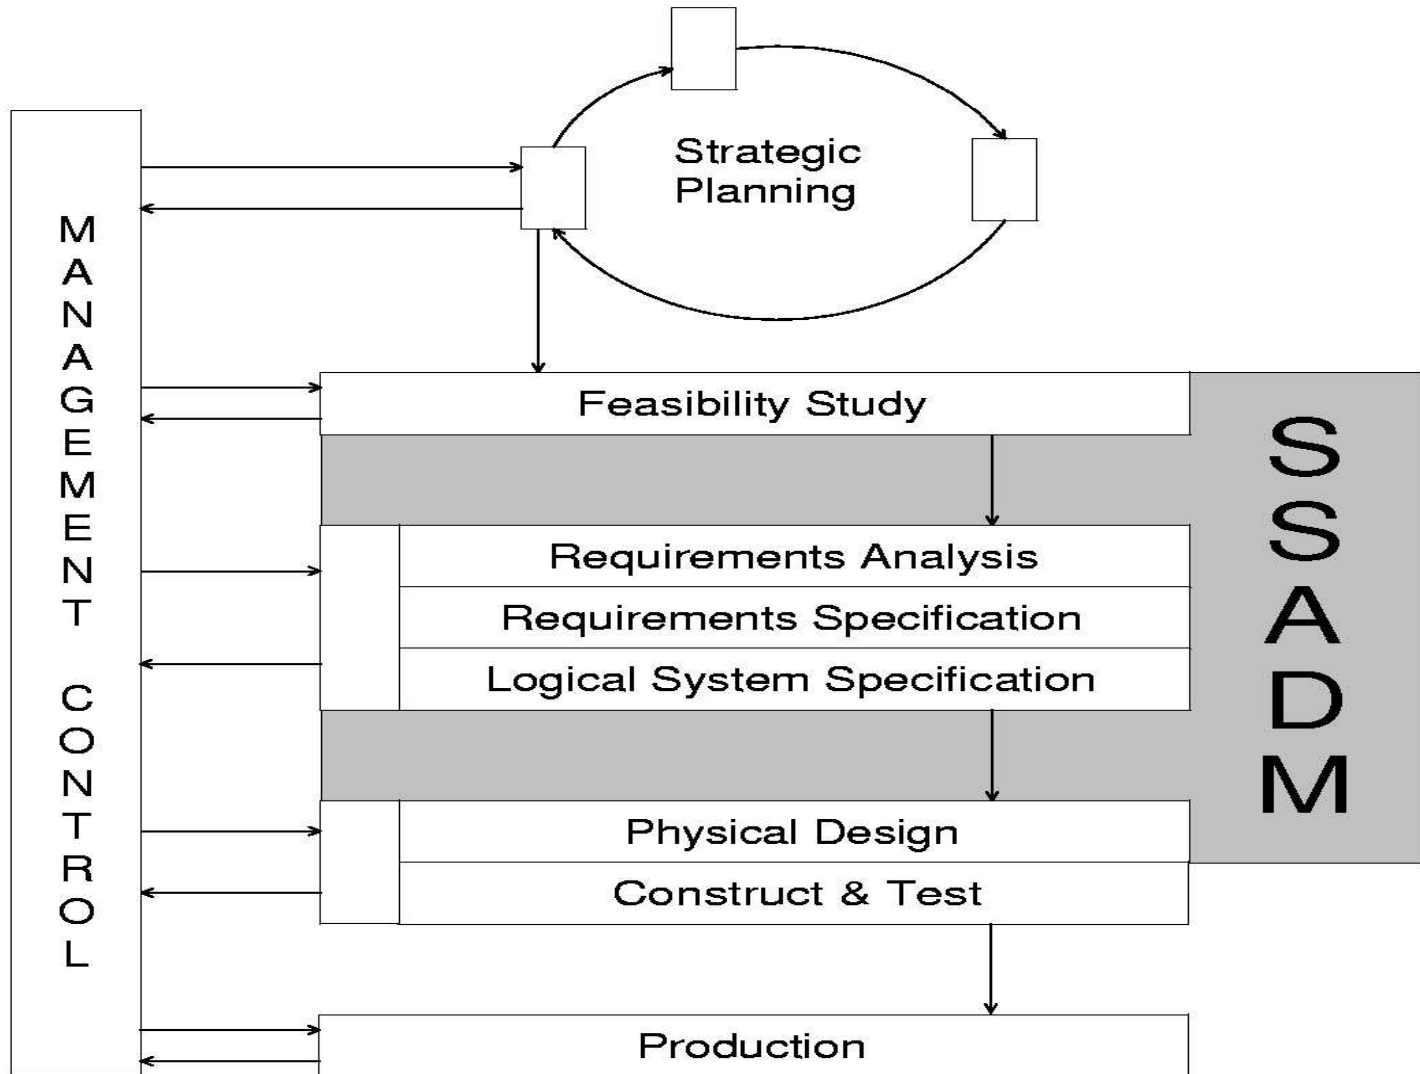 Strategic
Planning
MANAGEMENT CONTROL
Feasibility Study
SSADM
Requirements Analysis
Requirements Specification
Logical System Specification
Physical Design
Construct & Test
Production